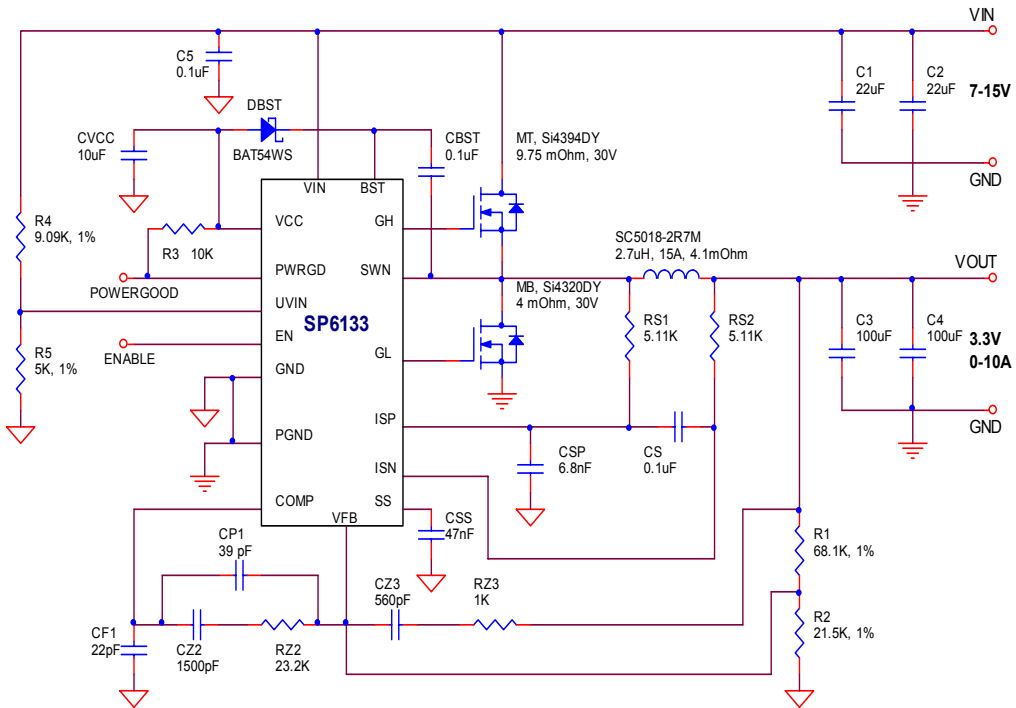 VIN
C5
0.1uF
C1
22uF
C2
22uF
7-15V
DBST
BAT54WS
CVCC
10uF
CBST
0.1uF
MT, Si4394DY
9.75 mOhm, 30V
GND
VIN
BST
R4
9.09K, 1%
VCC
GH
R3 10K
SC5018-2R7M
2.7uH, 15A, 4.1mOhm
PWRGD
SWN
VOUT
POWERGOOD
MB, Si4320DY
4 mOhm, 30V
UVIN
SP6133
RS1
5.11K
RS2
5.11K
C3
100uF
C4
100uF
3.3V
0-10A
EN
ENABLE
R5
5K, 1%
GL
GND
ISP
GND
PGND
CSP
6.8nF
CS
0.1uF
ISN
COMP
SS
VFB
CSS
47nF
CP1
39 pF
R1
68.1K, 1%
CZ3
560pF
RZ3
1K
R2
21.5K, 1%
CF1
22pF
CZ2
1500pF
RZ2
23.2K